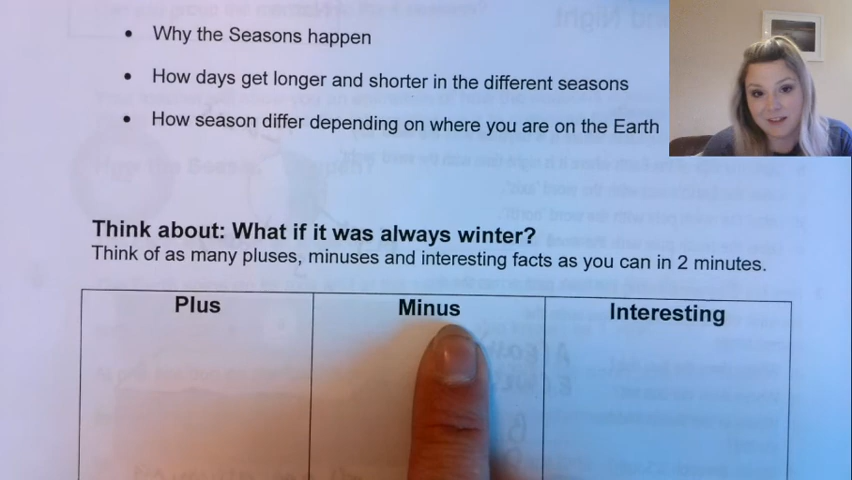 Why the Seasons happen
How days get longer and shorter in the different seasons
How season differ depending on where you are on the Earth
Think about: What if it was always winter?
Think of as many pluses, minuses and interesting facts as you can in 2 minutes.
Plus Minus Interesting